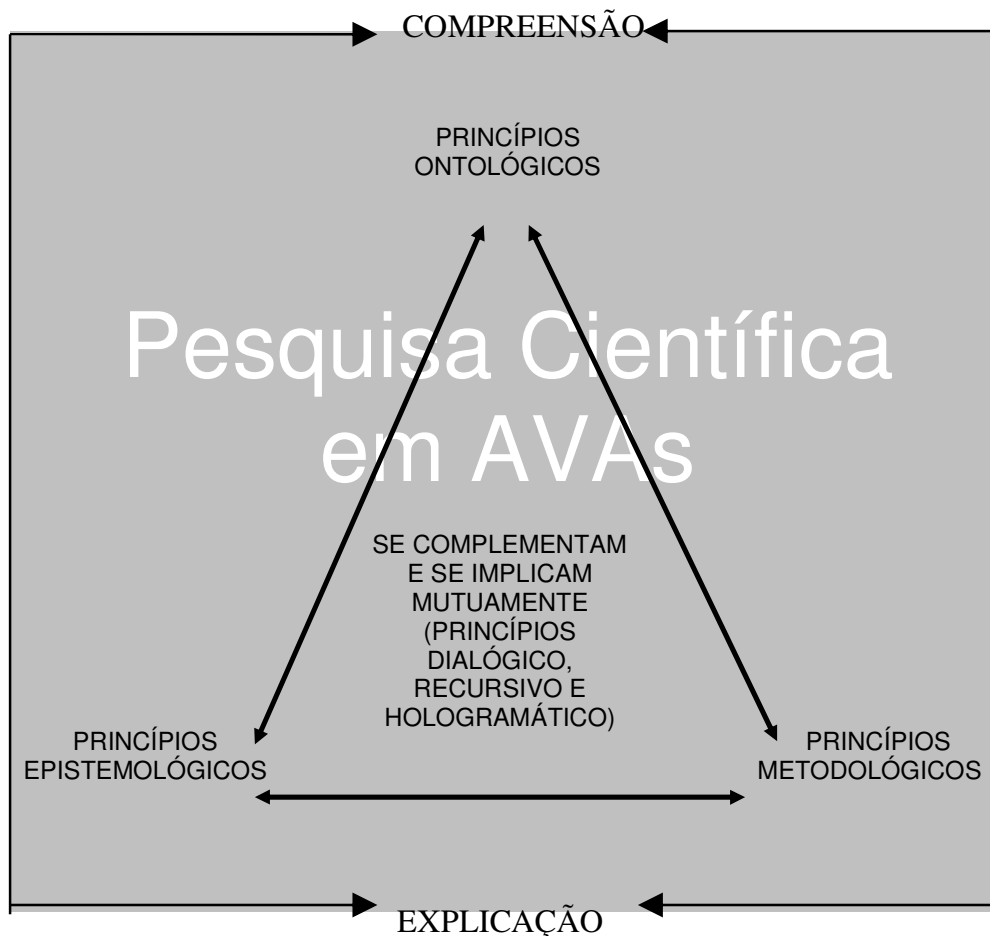 COMPREENSÃO
PRINCÍPIOS
ONTOLÓGICOS
Pesquisa Científica
em AVAs
SE COMPLEMENTAM
E SE IMPLICAM
MUTUAMENTE
(PRINCÍPIOS
DIALÓGICO,
RECURSIVO E
HOLOGRAMÁTICO)
PRINCÍPIOS
EPISTEMOLÓGICOS
PRINCÍPIOS
METODOLÓGICOS
EXPLICAÇÃO